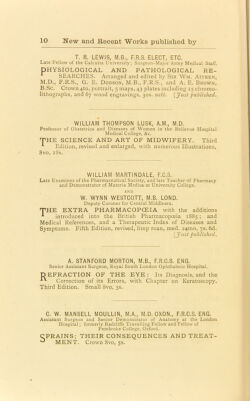 10 New and Recent Works published by
T. R. LEWIS, M.B., F.R.S. ELECT, ETC.
Late Fellow of the Calcutta University; Surgeon-Major Army Medical Staff.
PHYSIOLOGICAL AND PATHOLOGICAL RE-
SEARCHES. Arranged and edited by Sir WM. AITKEN,
M.D., F.R.S., G. E. DOBSON, M.B., F.R.S., and A. E. BROWN,
B.Sc. Crown 4to, portrait, 5 maps, 43 plates including 15 chromo-
lithographs, and 67 wood engravings, 30s. nett. [Just published.
WILLIAM THOMPSON LUSK, A.M., M.D.
Professor of Obstetrics and Diseases of Women in the Bellevue Hospital
Medical College, &c.
THE SCIENCE AND ART OF MIDWIFERY. Third
Edition, revised and enlarged, with numerous Illustrations,
8vo, 18s.
WILLIAM MARTINDALE, F.C.S.
Late Examiner of the Pharmaceutical Society, and late Teacher of Pharmacy
and Demonstrator of Materia Medica at University College.
AND
W. WYNN WESTCOTT, M.B. LOND.
Deputy Coroner for Central Middlesex.
THE EXTRA PHARMACOPŒIA with the additions
introduced into the British Pharmacopœia 1885; and
Medical References, and a Therapeutic Index of Diseases and
Symptoms. Fifth Edition, revised, limp roan, med. 24mo, 7s. 6d.
[Just published.
A. STANFORD MORTON, M.B., F.R.C.S. ENG.
Senior Assistant Surgeon, Royal South London Ophthalmic Hospital.
REFRACTION OF THE EYE: Its Diagnosis, and the
Correction of its Errors, with Chapter on Keratoscopy.
Third Edition. Small 8vo, 3s.
C. W. MANSELL MOULLIN, M.A., M.D. OXON., F.R.C.S. ENG.
Assistant Surgeon and Senior Demonstrator of Anatomy at the London
Hospital; formerly Radcliffe Travelling Fellow and Fellow of
Pembroke College, Oxford.
SPRAINS; THEIR CONSEQUENCES AND TREAT-
MENT. Crown 8vo, 5s.